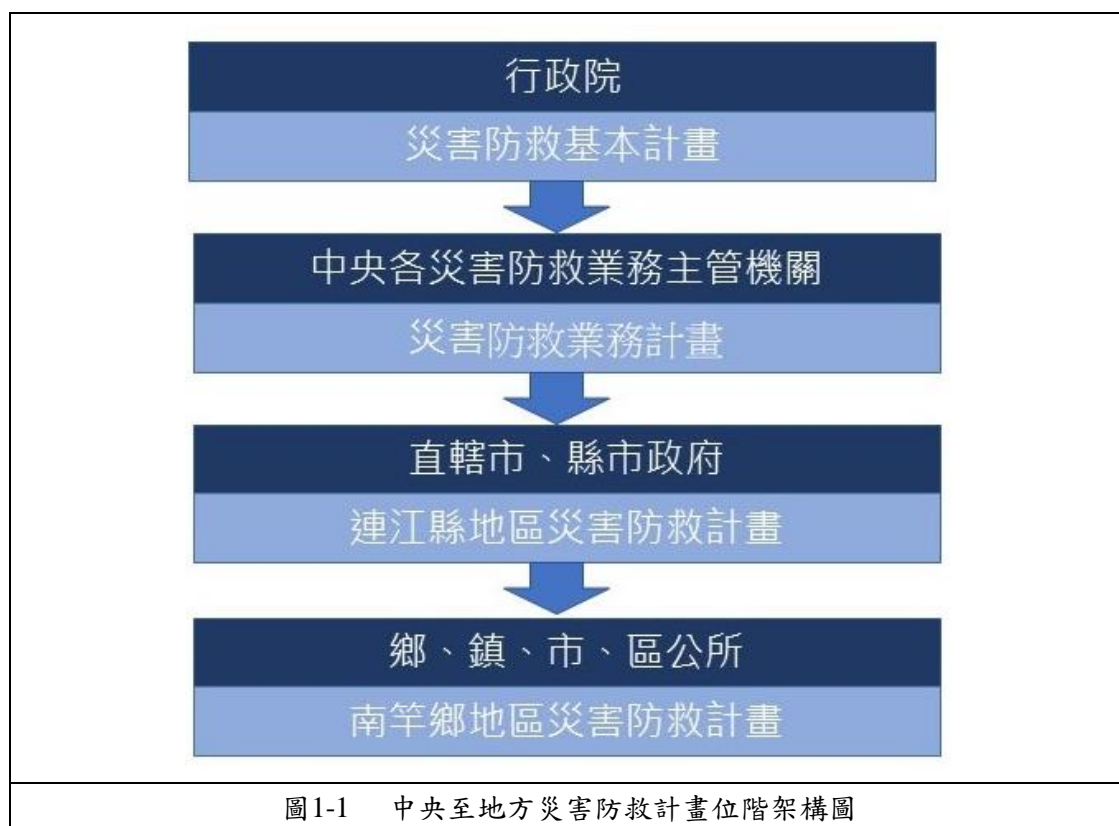 行政院
災害防救基本計畫
中央各災害防救業務主管機關
災害防救業務計畫
直轄市、縣市政府
連江縣地區災害防救計畫
鄉、鎮、市、區公所
南竿鄉地區災害防救計畫
圖1-1 中央至地方災害防救計畫位階架構圖